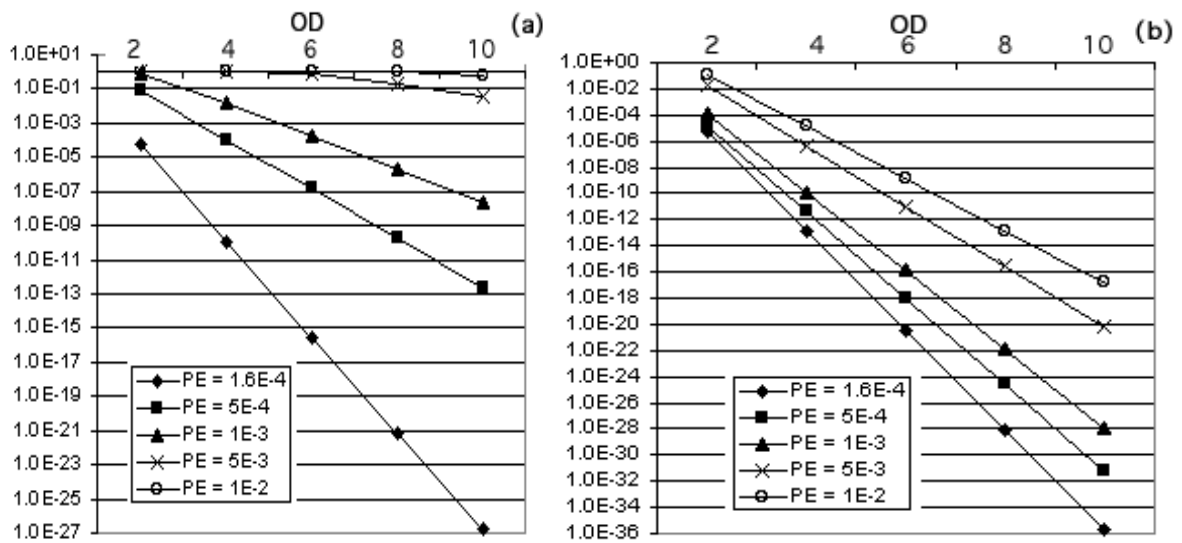 OD (a)
2 4 6 8 10
1.0E+01
1.0E-01
1.0E-03
1.0E-05
1.0E-07
1.0E-09
1.0E-11
1.0E-13
1.0E-15
1.0E-17
1.0E-19
1.0E-21
1.0E-23
1.0E-25
1.0E-27
PE = 1.6E-4
PE = 5E-4
PE = 1E-3
PE = 5E-3
PE = 1E-2
OD
2 4 6 8 10 (b)
1.0E+00
1.0E-02
1.0E-04
1.0E-06
1.0E-08
1.0E-10
1.0E-12
1.0E-14
1.0E-16
1.0E-18
1.0E-20
1.0E-22
1.0E-24
1.0E-26
1.0E-28
1.0E-30
1.0E-32
1.0E-34
1.0E-36
PE = 1.6E-4
PE = 5E-4
PE = 1E-3
PE = 5E-3
PE = 1E-2